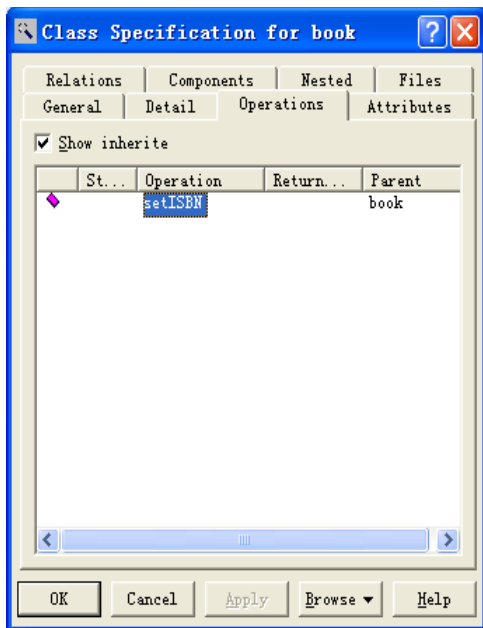 Class Specification for book
Relations Components Nested Files
General Detail Operations Attributes
Show inherite
St... Operation Return... Parent
setISBN book
OK Cancel Apply Browse Help